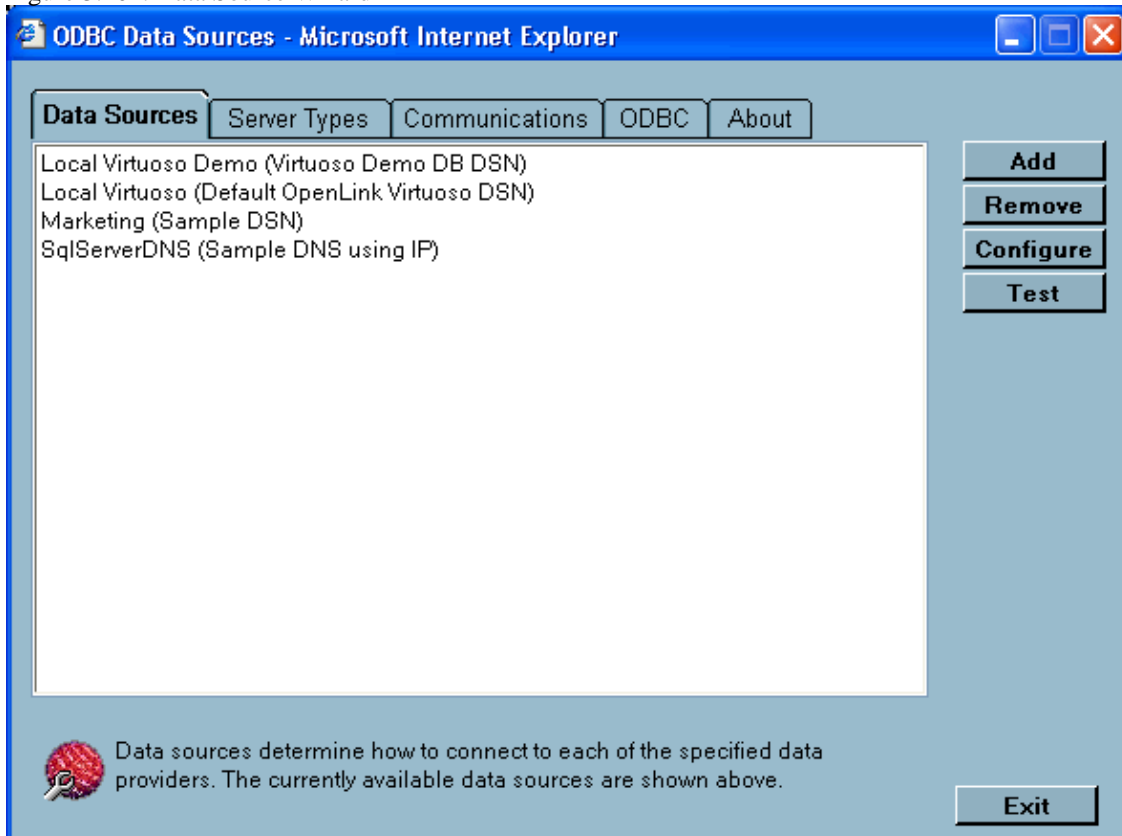 ODBC Data Sources - Microsoft Internet Explorer
Data Sources Server Types Communications ODBC About
Local Virtuoso Demo (Virtuoso Demo DB DSN)
Local Virtuoso (Default OpenLink Virtuoso DSN)
Marketing (Sample DSN)
SqlServerDNS (Sample DNS using IP)
Add
Remove
Configure
Test
Data sources determine how to connect to each of the specified data
providers. The currently available data sources are shown above.
Exit